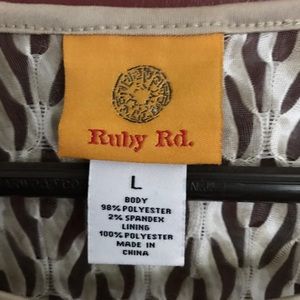 Ruby Rd.
L
BODY
98% POLYESTER
2% SPANDEX
LINING
100% POLYESTER
MADE IN
CHINA